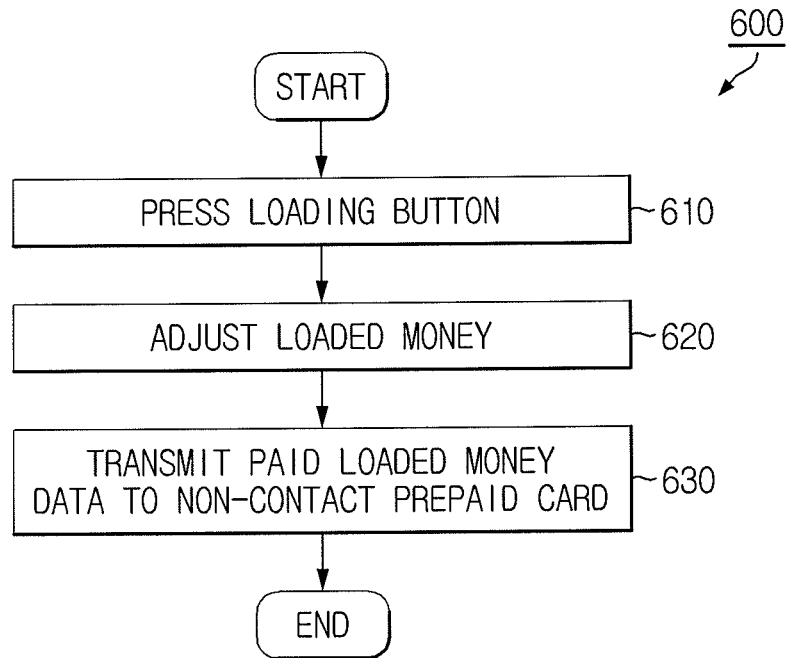 600
START
PRESS LOADING BUTTON
610
ADJUST LOADED MONEY
620
TRANSMIT PAID LOADED MONEY
DATA TO NON-CONTACT PREPAID CARD
630
END